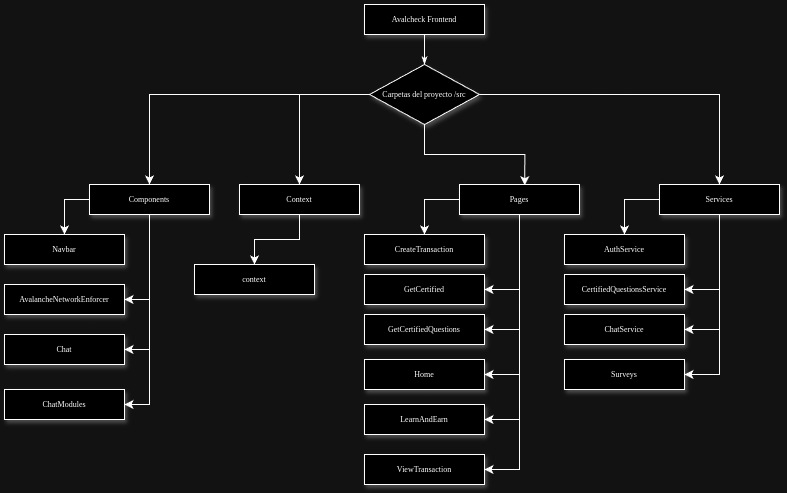 Avalcheck Frontend
Carpetas del proyecto /src
Components
Context
Pages
Services
Navbar
AvalancheNetworkEnforcer
Chat
ChatModules
context
CreateTransaction
GetCertified
GetCertifiedQuestions
Home
LearnAndEarn
ViewTransaction
AuthService
CertifiedQuestionsService
ChatService
Surveys